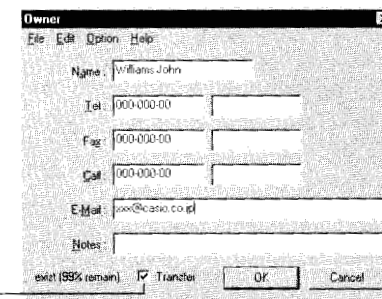 Owner
File Edit Option Help
Name: Williams John
Tel: 000-000-00
Fax: 000-000-00
Call: 000-000-00
E-Mail: xxx@casio.co.jp
Notes:
exist (99% remain) Transfer OK Cancel